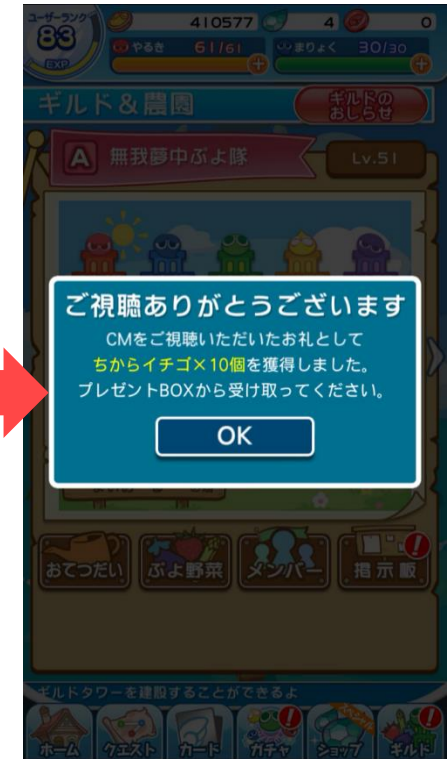 ユーザーランク
83
EXP.
410577
4
0
やるき 61/61
まりょく 30/30
ギルド&農園
ギルドの
おしらせ
A 無我夢中ぷよ隊
Lv.51
ご視聴ありがとうございます
CMをご視聴いただいたお礼として
ちからイチゴ×10個を獲得しました。
プレゼントBOXから受け取ってください。
OK
おてつだい
ぷよ野菜
メンバー
掲示板
ギルドタワーを建設することができるよ
ホーム
クエスト
カード
ガチャ
ショップ
ギルド